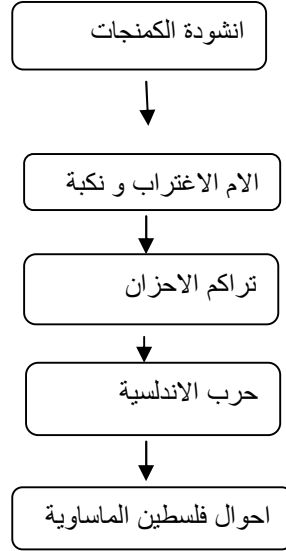 انشودة الكمنجات
الام الاغتراب و نكبة
تراكم الاحزان
حرب الاندلسية
احوال فلسطين الماساوية